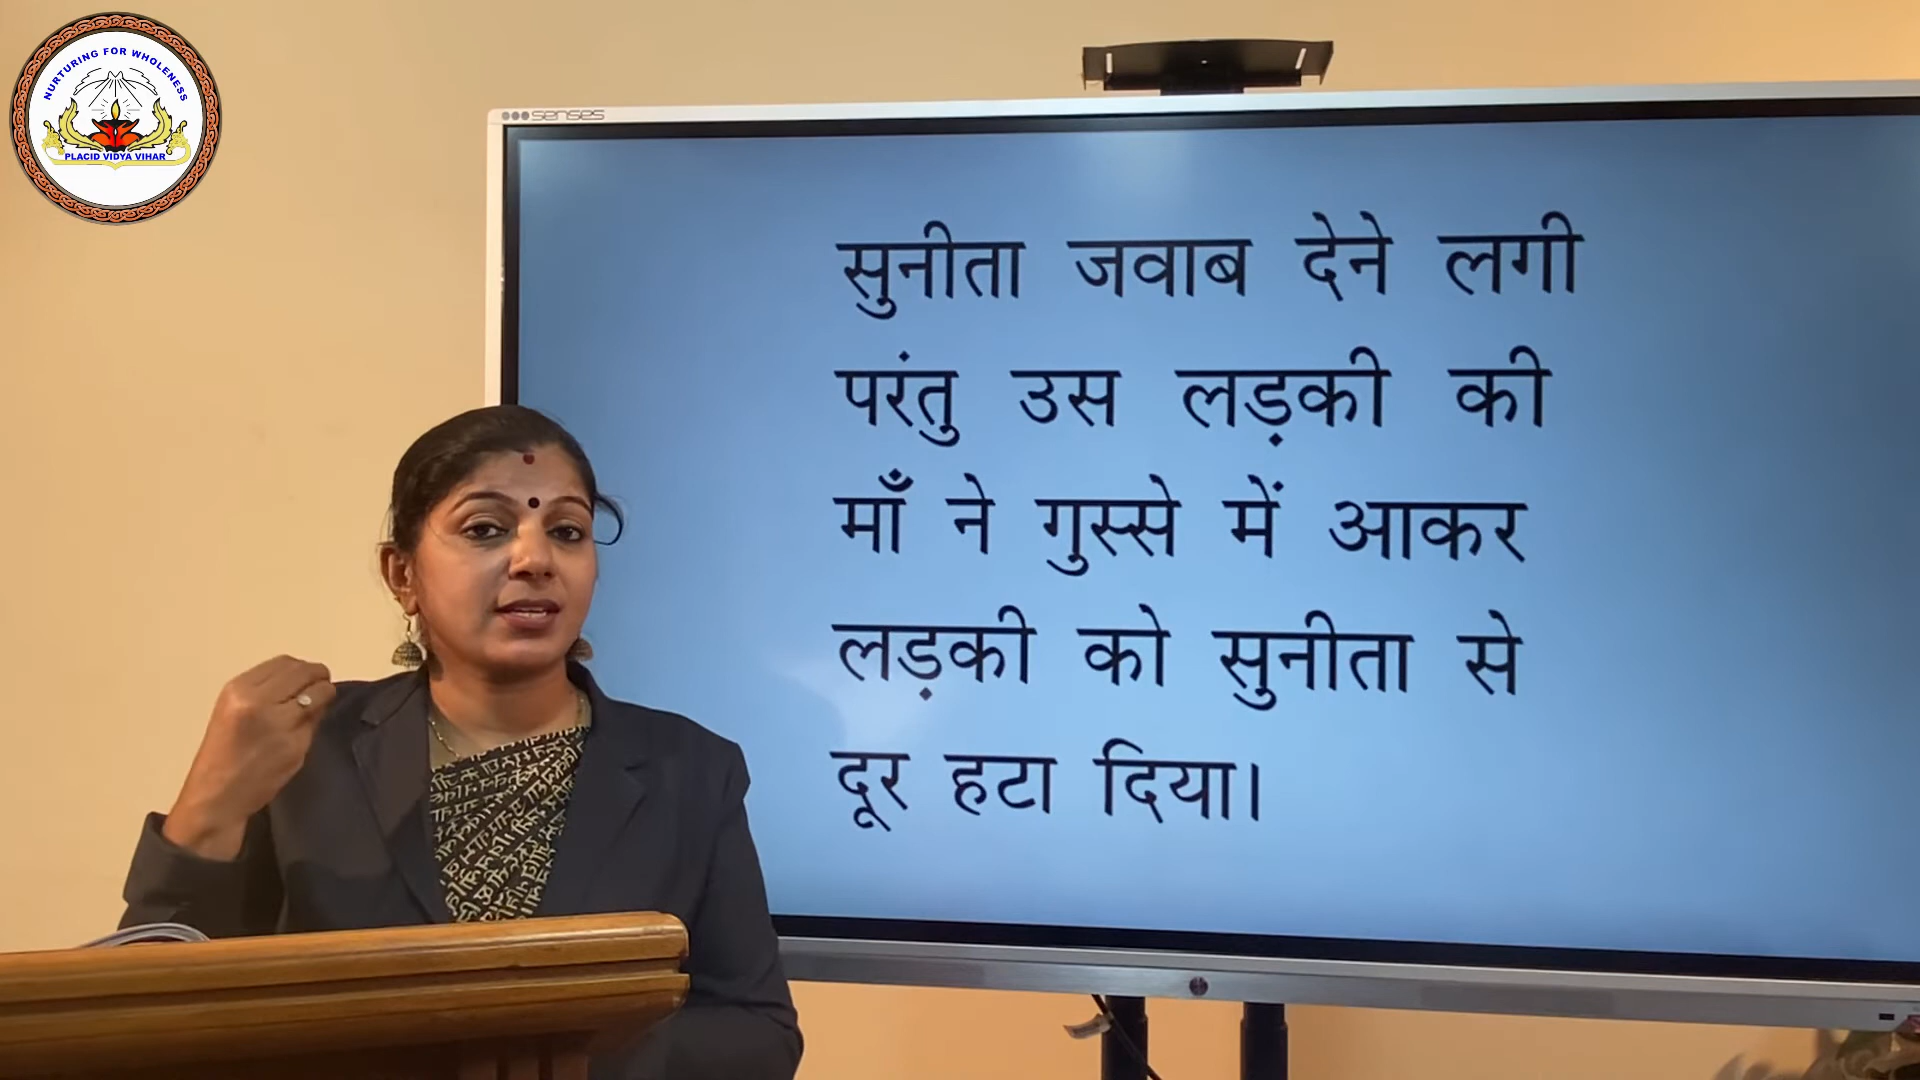 NURTURING FOR WHOLENESS
PLACID VIDYA VIHAR
senses
सुनीता जवाब देने लगी
परंतु उस लड़की की
माँ ने गुस्से में आकर
लड़की को सुनीता से
दूर हटा दिया।